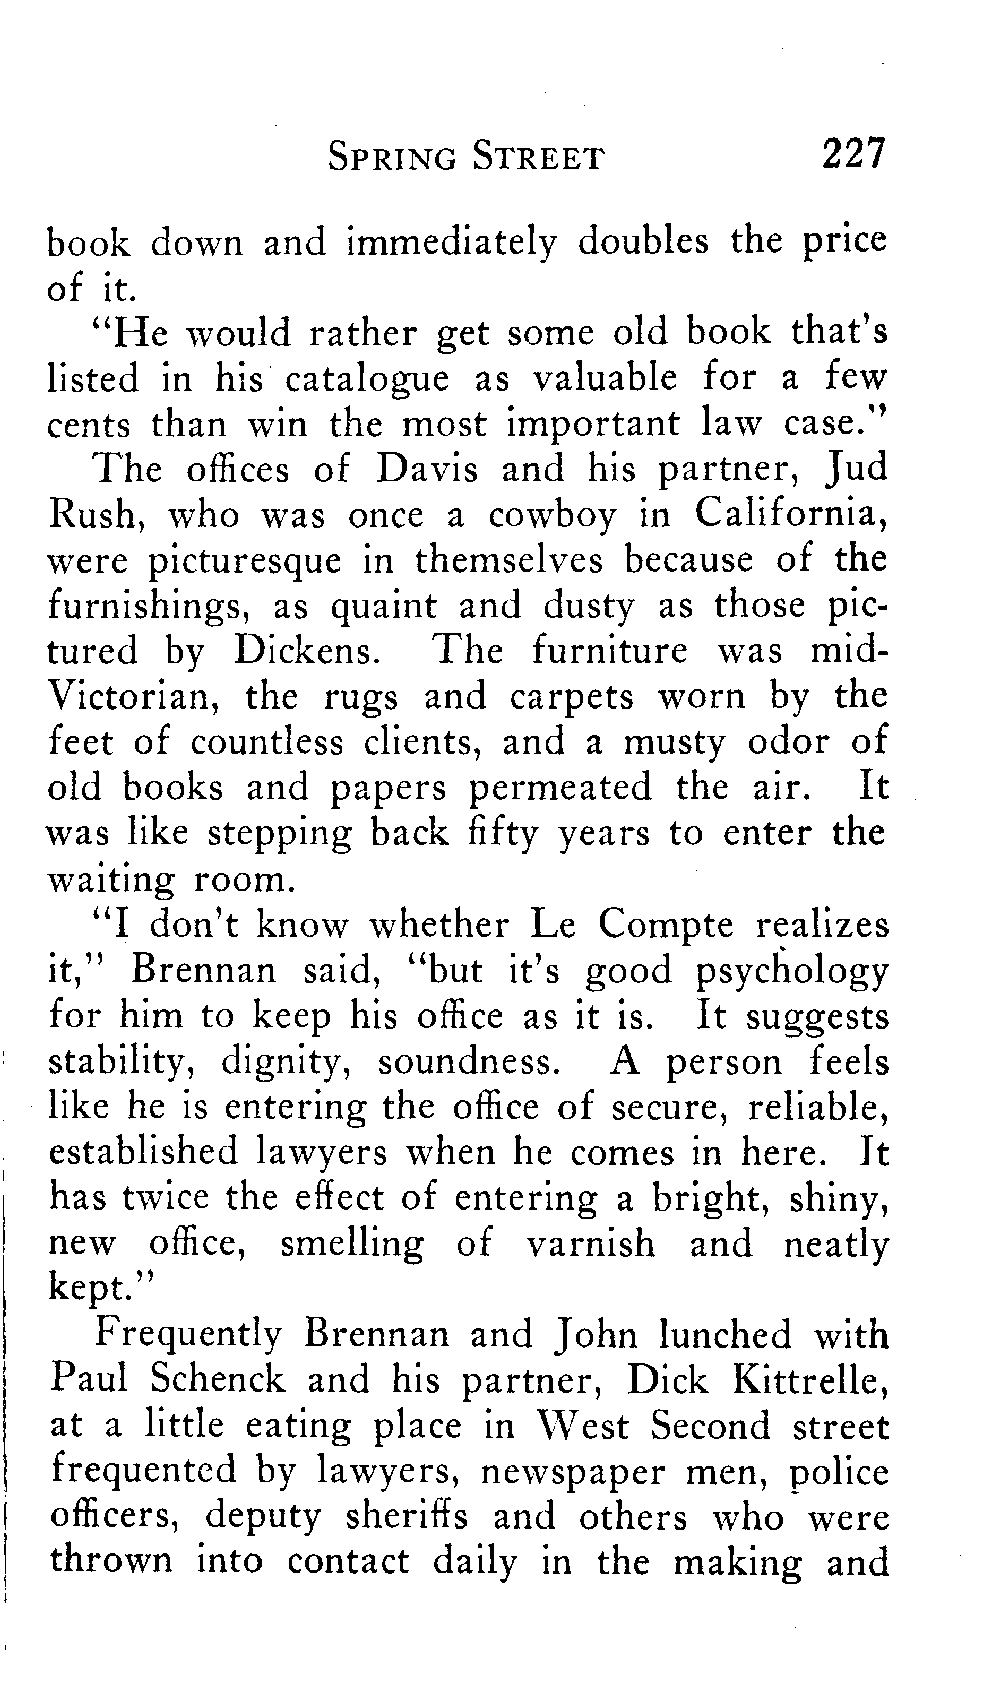 SPRING STREET 227
book down and immediately doubles the price
of it.
"He would rather get some old book that's
listed in his catalogue as valuable for a few
cents than win the most important law case."
The offices of Davis and his partner, Jud
Rush, who was once a cowboy in California,
were picturesque in themselves because of the
furnishings, as quaint and dusty as those pic-
tured by Dickens. The furniture was mid-
Victorian, the rugs and carpets worn by the
feet of countless clients, and a musty odor of
old books and papers permeated the air. It
was like stepping back fifty years to enter the
waiting room.
"I don't know whether Le Compte realizes
it," Brennan said, "but it's good psychology
for him to keep his office as it is. It suggests
stability, dignity, soundness. A person feels
like he is entering the office of secure, reliable,
established lawyers when he comes in here. It
has twice the effect of entering a bright, shiny,
new office, smelling of varnish and neatly
kept."
Frequently Brennan and John lunched with
Paul Schenck and his partner, Dick Kittrelle,
at a little eating place in West Second street
frequented by lawyers, newspaper men, police
officers, deputy sheriffs and others who were
thrown into contact daily in the making and